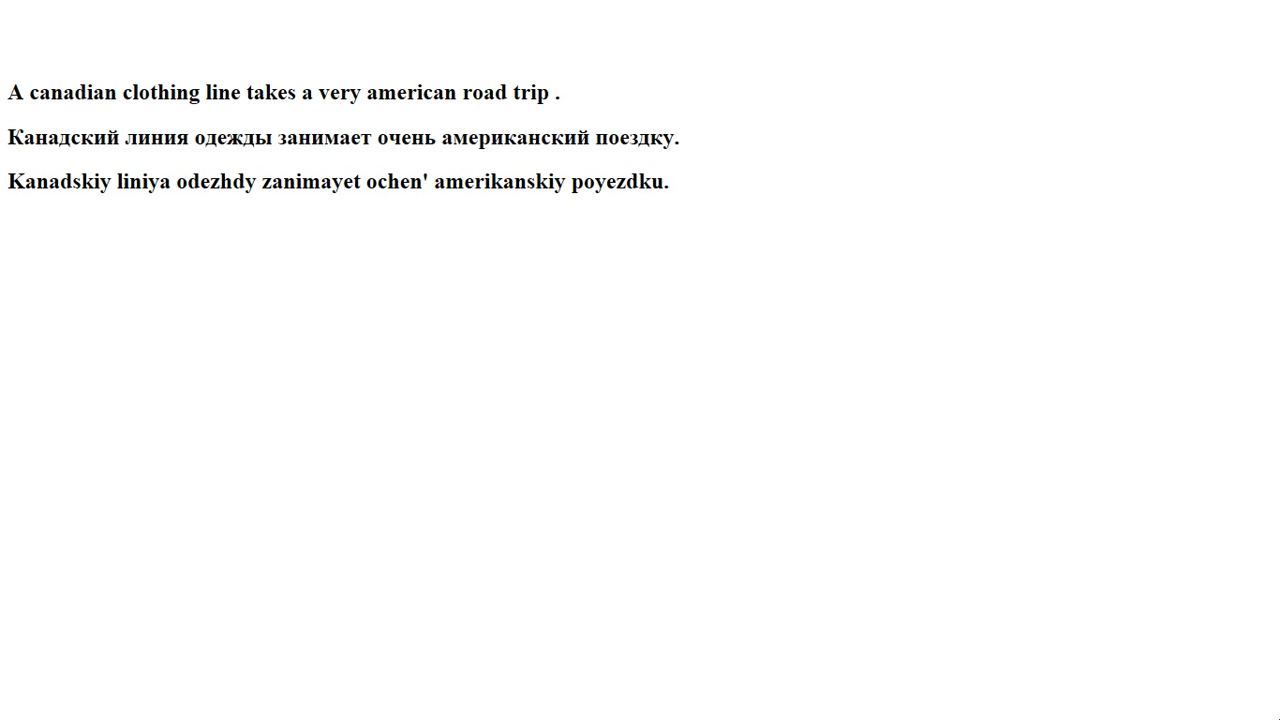 A canadian clothing line takes a very american road trip .
Канадский линия одежды занимает очень американский поездку.
Kanadskiy liniya odezhdy zanimayet ochen' amerikanskiy poyezdku.